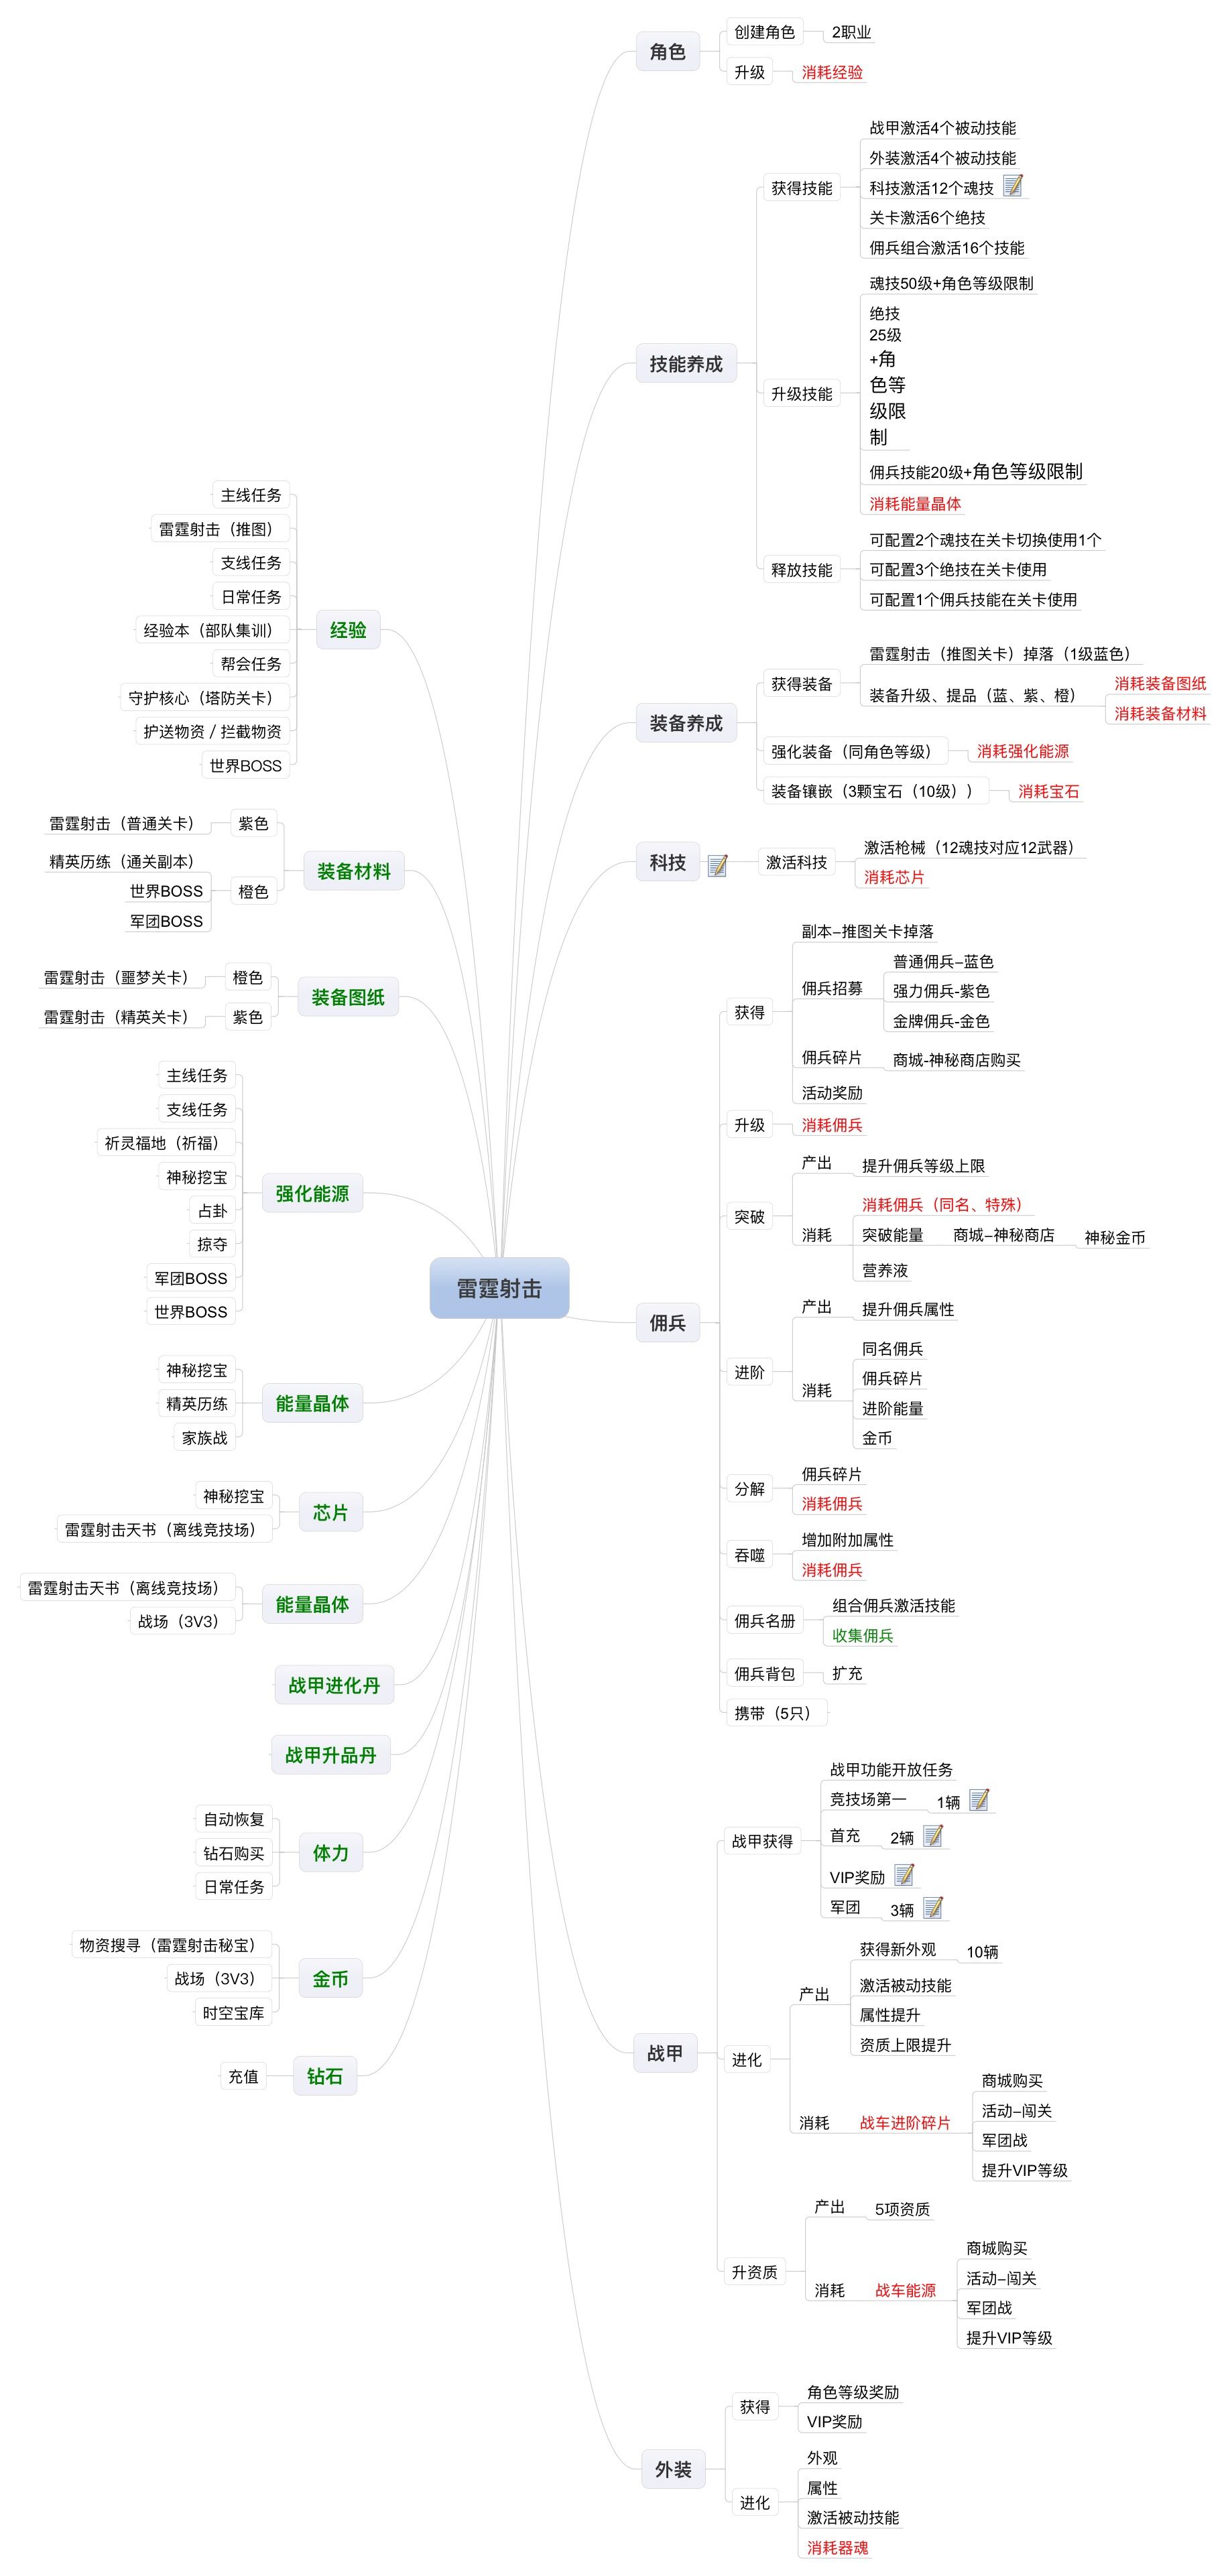 雷霆射击
角色
创建角色
2职业
升级
消耗经验
技能养成
获得技能
战甲激活4个被动技能
外装激活4个被动技能
科技激活12个魂技
关卡激活6个绝技
佣兵组合激活16个技能
升级技能
魂技50级+角色等级限制
绝技
25级
+角
色等
级限
制
佣兵技能20级+角色等级限制
消耗能量晶体
释放技能
可配置2个魂技在关卡切换使用1个
可配置3个绝技在关卡使用
可配置1个佣兵技能在关卡使用
装备养成
获得装备
雷霆射击（推图关卡）掉落（1级蓝色）
装备升级、提品（蓝、紫、橙）
消耗装备图纸
消耗装备材料
强化装备（同角色等级）
消耗强化能源
装备镶嵌（3颗宝石（10级））
消耗宝石
科技
激活科技
激活枪械（12魂技对应12武器）
消耗芯片
佣兵
获得
副本–推图关卡掉落
佣兵招募
普通佣兵–蓝色
强力佣兵-紫色
金牌佣兵-金色
佣兵碎片
商城-神秘商店购买
活动奖励
升级
消耗佣兵
突破
产出
提升佣兵等级上限
消耗
消耗佣兵（同名、特殊）
突破能量
商城–神秘商店
神秘金币
营养液
进阶
产出
提升佣兵属性
消耗
同名佣兵
佣兵碎片
进阶能量
金币
分解
佣兵碎片
消耗佣兵
吞噬
增加附加属性
消耗佣兵
佣兵名册
组合佣兵激活技能
收集佣兵
佣兵背包
扩充
携带（5只）
战甲
战甲获得
战甲功能开放任务
竞技场第一
1辆
首充
2辆
VIP奖励
军团
3辆
进化
产出
获得新外观
10辆
激活被动技能
属性提升
资质上限提升
消耗
战车进阶碎片
商城购买
活动–闯关
军团战
提升VIP等级
升资质
产出
5项资质
消耗
战车能源
商城购买
活动–闯关
军团战
提升VIP等级
外装
获得
角色等级奖励
VIP奖励
进化
外观
属性
激活被动技能
消耗器魂
经验
主线任务
雷霆射击（推图）
支线任务
日常任务
经验本（部队集训）
帮会任务
守护核心（塔防关卡）
护送物资 / 拦截物资
世界BOSS
装备材料
紫色
雷霆射击（普通关卡）
橙色
精英历练（通关副本）
世界BOSS
军团BOSS
装备图纸
橙色
雷霆射击（噩梦关卡）
紫色
雷霆射击（精英关卡）
强化能源
主线任务
支线任务
祈灵福地（祈福）
神秘挖宝
占卦
掠夺
军团BOSS
世界BOSS
能量晶体
神秘挖宝
精英历练
家族战
芯片
神秘挖宝
雷霆射击天书（离线竞技场）
能量晶体
雷霆射击天书（离线竞技场）
战场（3V3）
战甲进化丹
战甲升品丹
体力
自动恢复
钻石购买
日常任务
金币
物资搜寻（雷霆射击秘宝）
战场（3V3）
时空宝库
钻石
充值